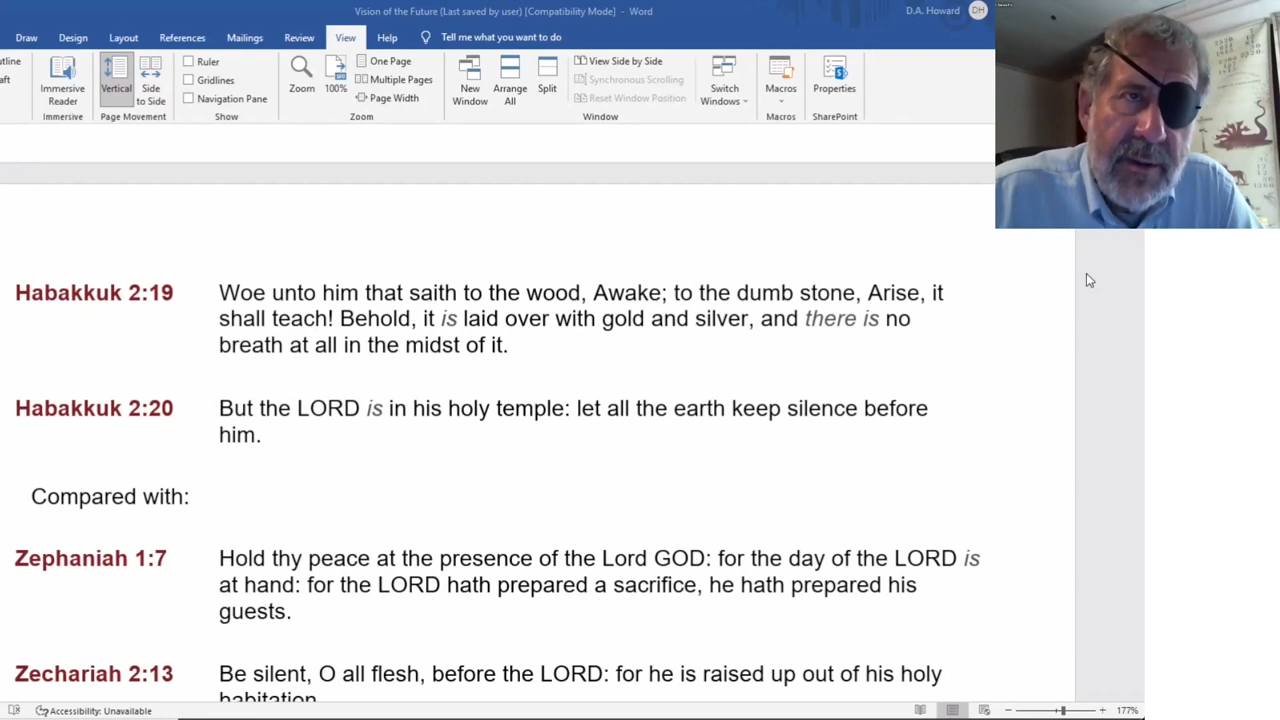 Vision of the Future (Last saved by user) [Compatibility Mode] - Word
D.A. Howard
DH
Draw Design Layout References Mailings Review View Help Tell me what you want to do
Ruler
Gridlines
Navigation Pane
Immersive
Reader
Immersive
Vertical
Side
to Side
Page Movement
Show
Zoom
100%
One Page
Multiple Pages
Page Width
Zoom
New
Window
Arrange
All
Split
View Side by Side
Synchronous Scrolling
Reset Window Position
Switch
Windows
Window
Macros
Macros
Properties
SharePoint
Habakkuk 2:19 Woe unto him that saith to the wood, Awake; to the dumb stone, Arise, it
shall teach! Behold, it is laid over with gold and silver, and there is no
breath at all in the midst of it.
Habakkuk 2:20 But the LORD is in his holy temple: let all the earth keep silence before
him.
Compared with:
Zephaniah 1:7 Hold thy peace at the presence of the Lord GOD: for the day of the LORD is
at hand: for the LORD hath prepared a sacrifice, he hath prepared his
guests.
Zechariah 2:13 Be silent, O all flesh, before the LORD: for he is raised up out of his holy
habitation
Accessibility: Unavailable
177%